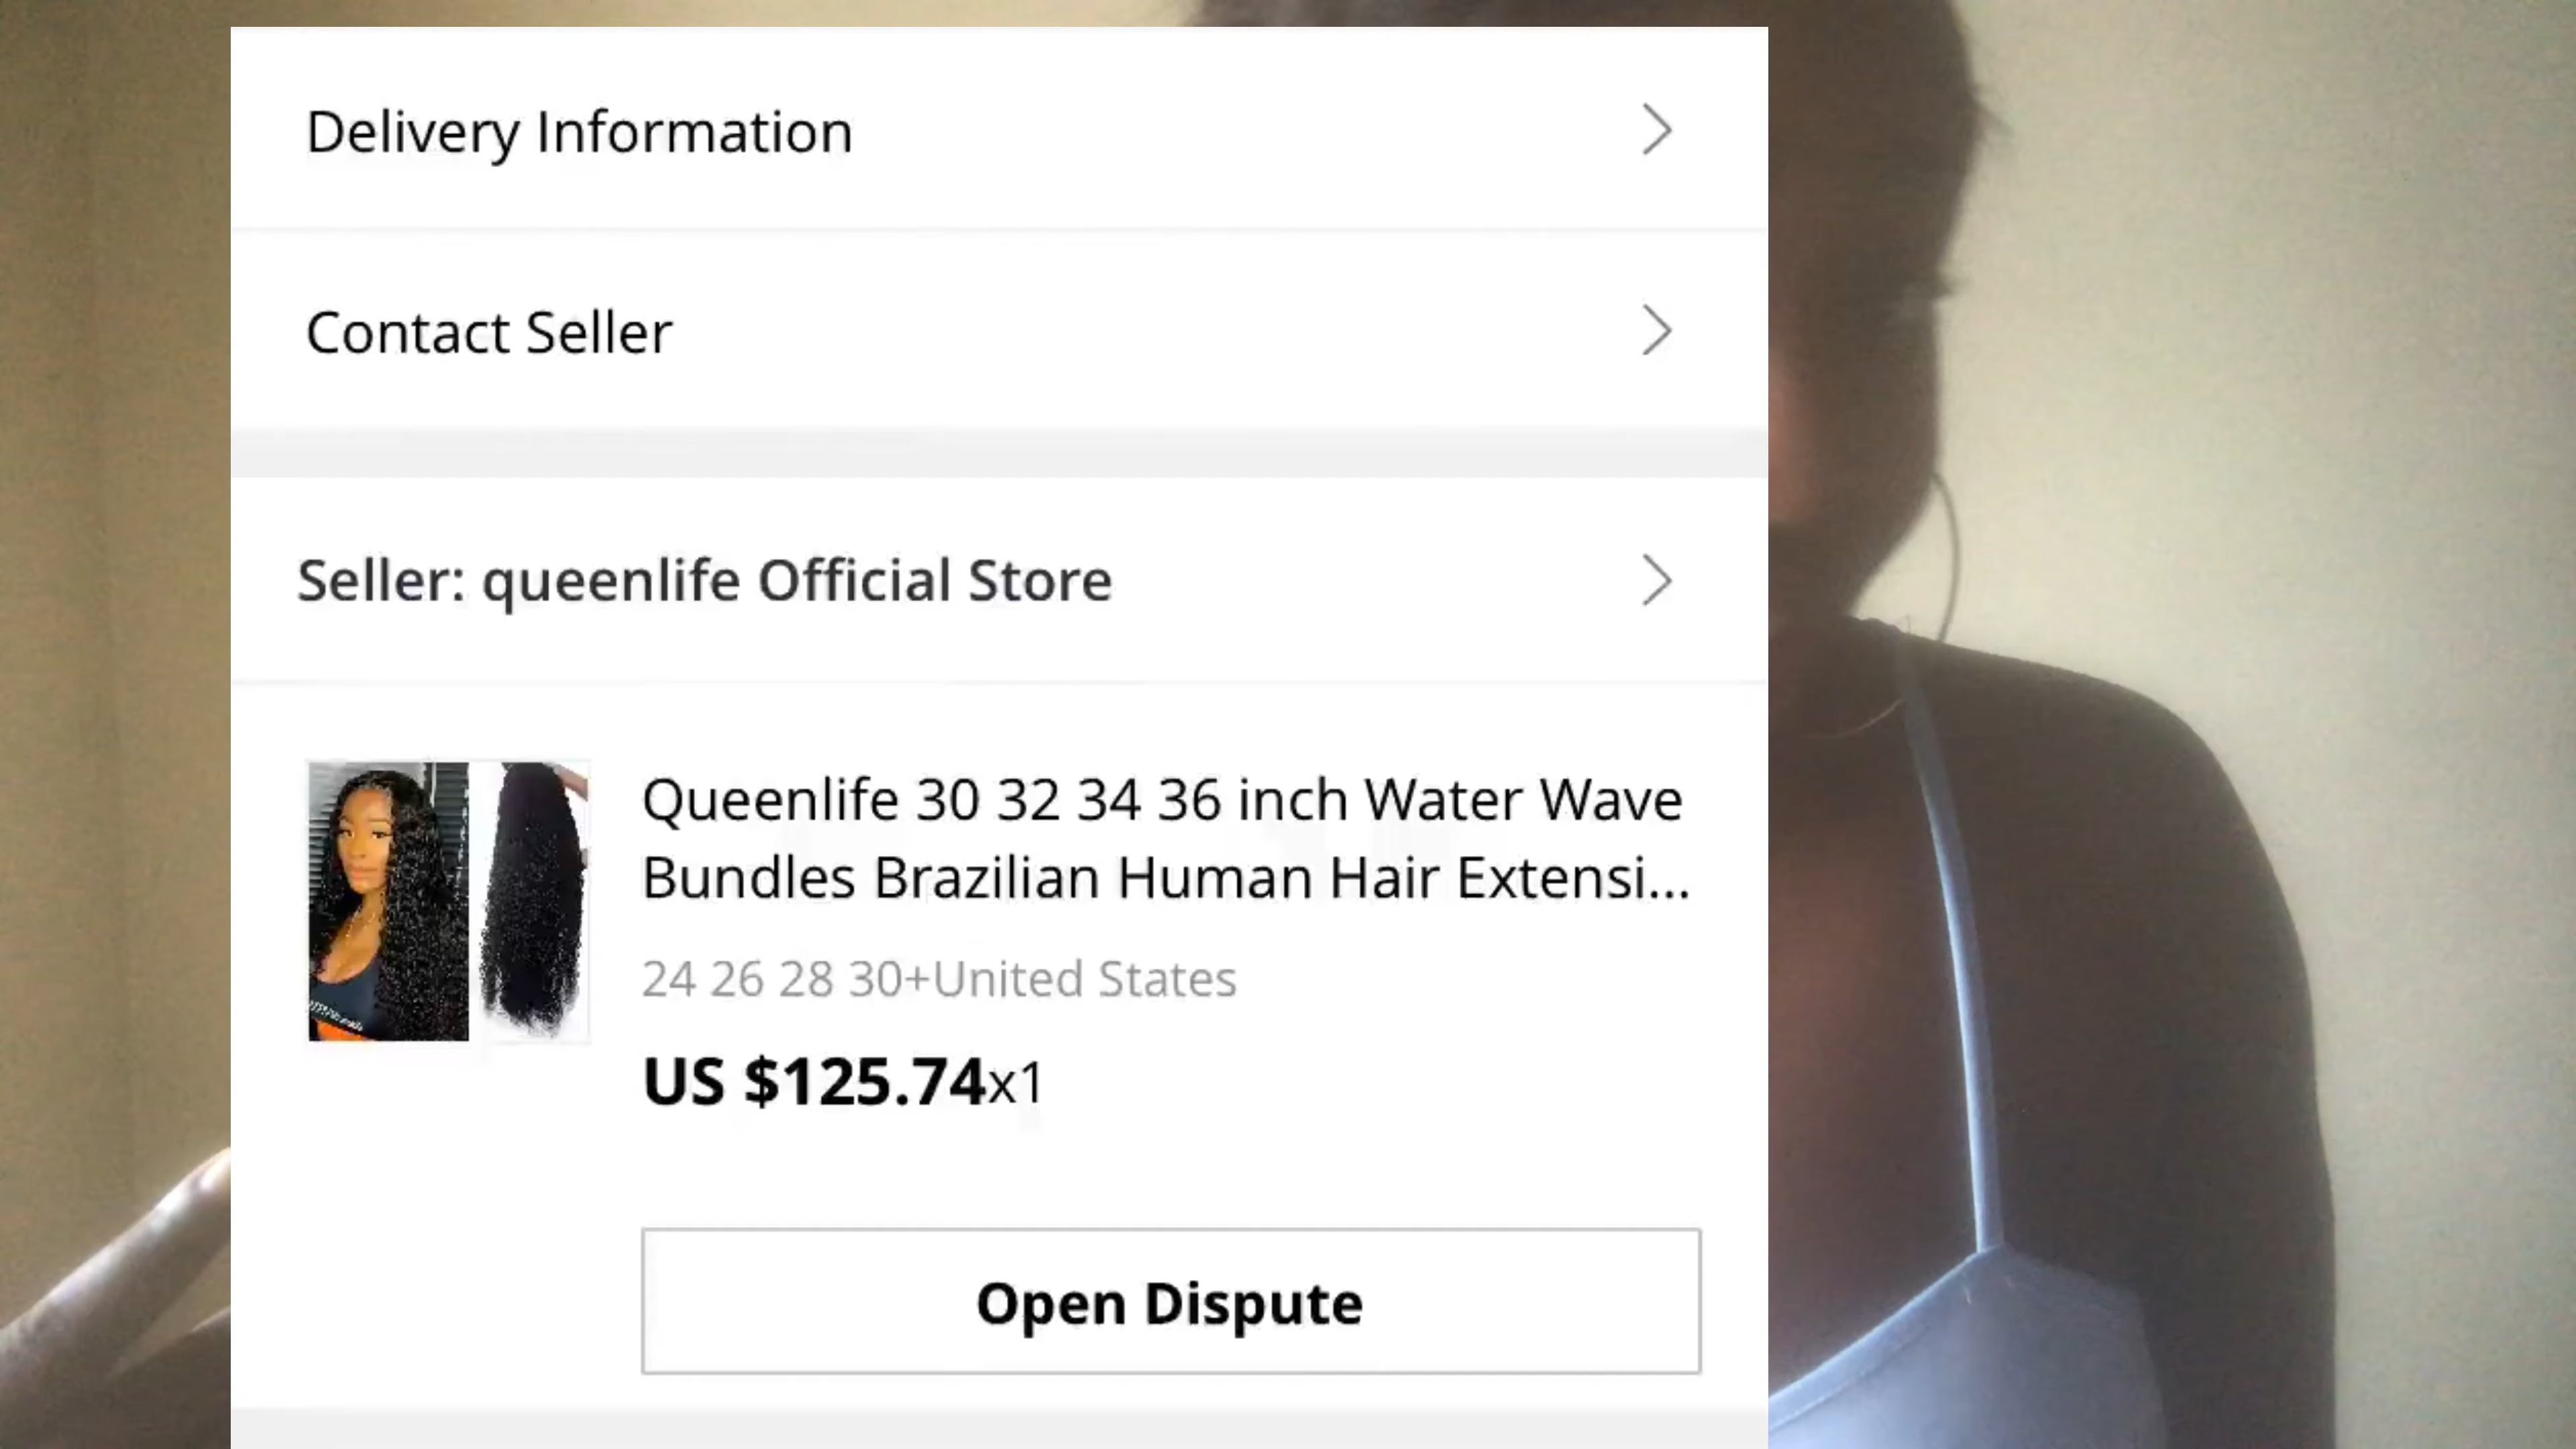 Delivery Information
Contact Seller
Seller: queenlife Official Store
Queenlife 30 32 34 36 inch Water Wave
Bundles Brazilian Human Hair Extensi...
24 26 28 30+United States
US $125.74x1
Open Dispute